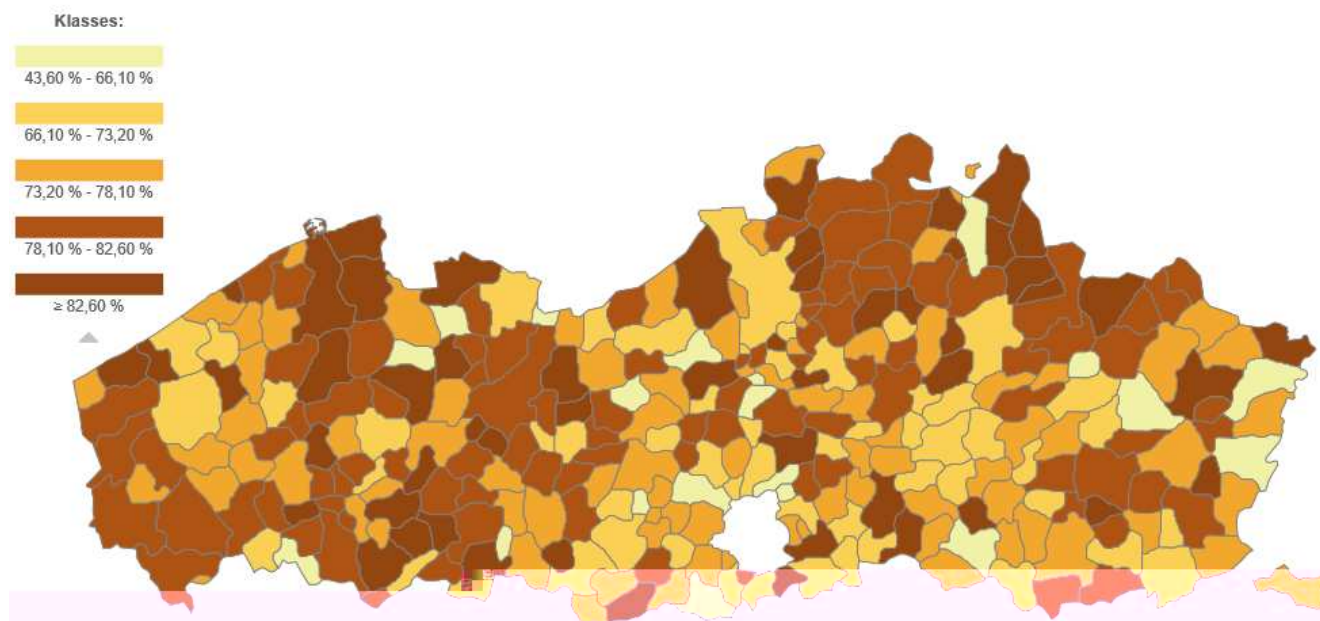 Klasses:
43,60 % - 66,10 %
66,10 % - 73,20 %
73,20 % - 78,10 %
78,10 % - 82,60 %
≥ 82,60 %